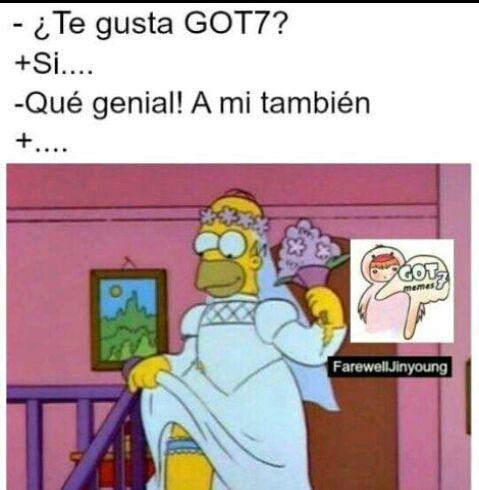 - ¿Te gusta GOT7?
+Si....
-Qué genial! A mi también
+....
GOT7
memes
FarewellJinyoung